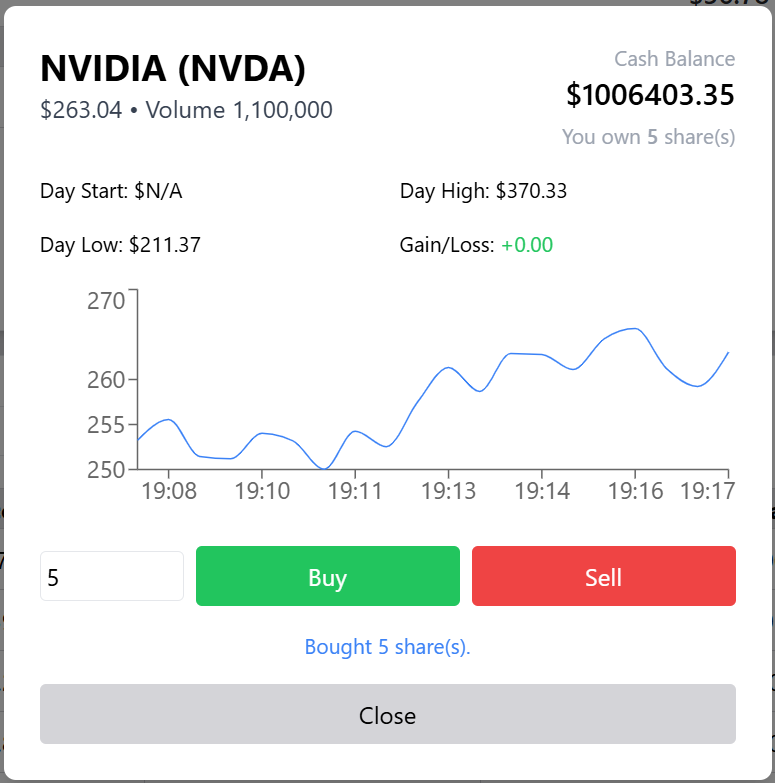 NVIDIA (NVDA)
$263.04 • Volume 1,100,000
Cash Balance
$1006403.35
You own 5 share(s)
Day Start: $N/A
Day High: $370.33
Day Low: $211.37
Gain/Loss: +0.00
270
260
255
250
19:08 19:10 19:11 19:13 19:14 19:16 19:17
5
Buy
Sell
Bought 5 share(s).
Close